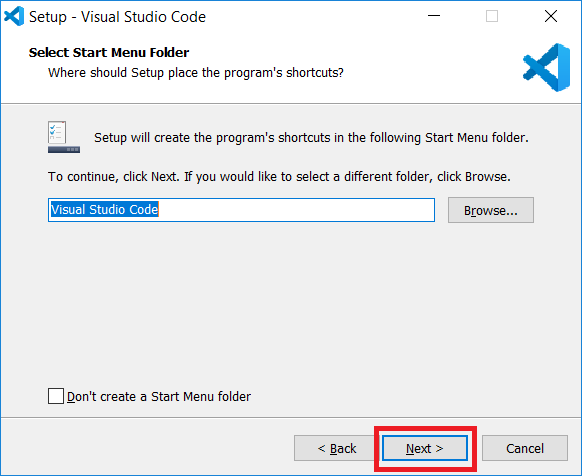 Setup - Visual Studio Code
Select Start Menu Folder
Where should Setup place the program's shortcuts?
Setup will create the program's shortcuts in the following Start Menu folder.
To continue, click Next. If you would like to select a different folder, click Browse.
Visual Studio Code
Browse...
Don't create a Start Menu folder
< Back
Next >
Cancel